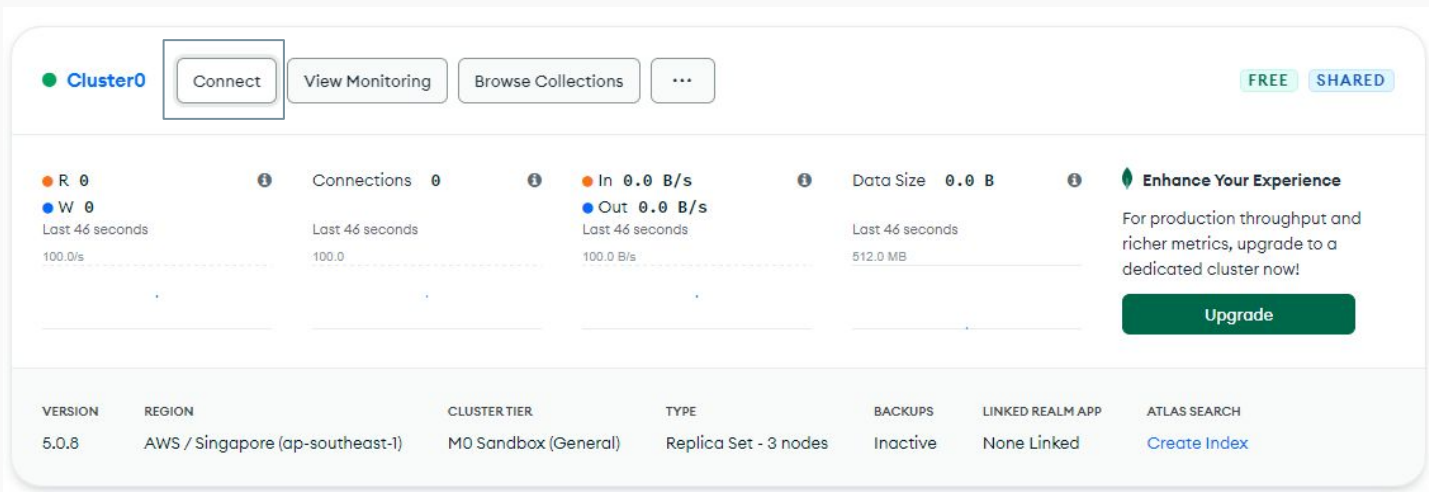 Cluster0 Connect View Monitoring Browse Collections ... FREE SHARED
R 0
W 0
Last 46 seconds
100.0/s
Connections 0
Last 46 seconds
100.0
In 0.0 B/s
Out 0.0 B/s
Last 46 seconds
100.0 B/s
Data Size 0.0 B
Last 46 seconds
512.0 MB
Enhance Your Experience
For production throughput and
richer metrics, upgrade to a
dedicated cluster now!
Upgrade
VERSION REGION CLUSTER TIER TYPE BACKUPS LINKED REALM APP ATLAS SEARCH
5.0.8 AWS / Singapore (ap-southeast-1) M0 Sandbox (General) Replica Set - 3 nodes Inactive None Linked Create Index